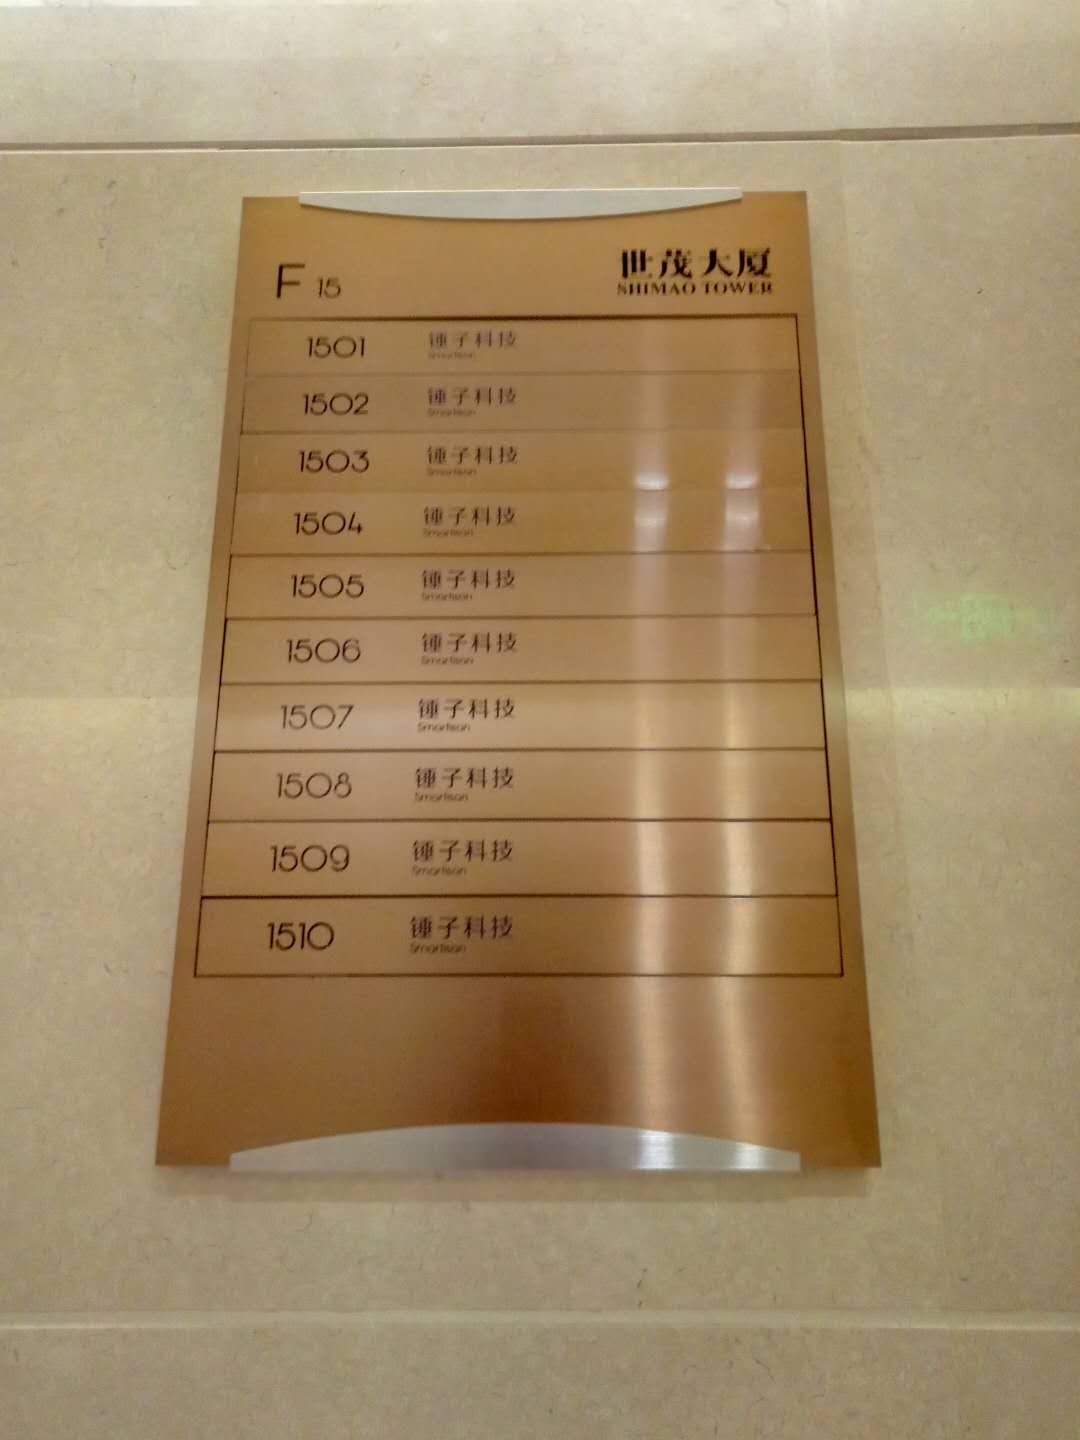 F 15
世茂大厦
SHIMAO TOWER
1501 锤子科技
Smartisan
1502 锤子科技
Smartisan
1503 锤子科技
Smartisan
1504 锤子科技
Smartisan
1505 锤子科技
Smartisan
1506 锤子科技
Smartisan
1507 锤子科技
Smartisan
1508 锤子科技
Smartisan
1509 锤子科技
Smartisan
1510 锤子科技
Smartisan